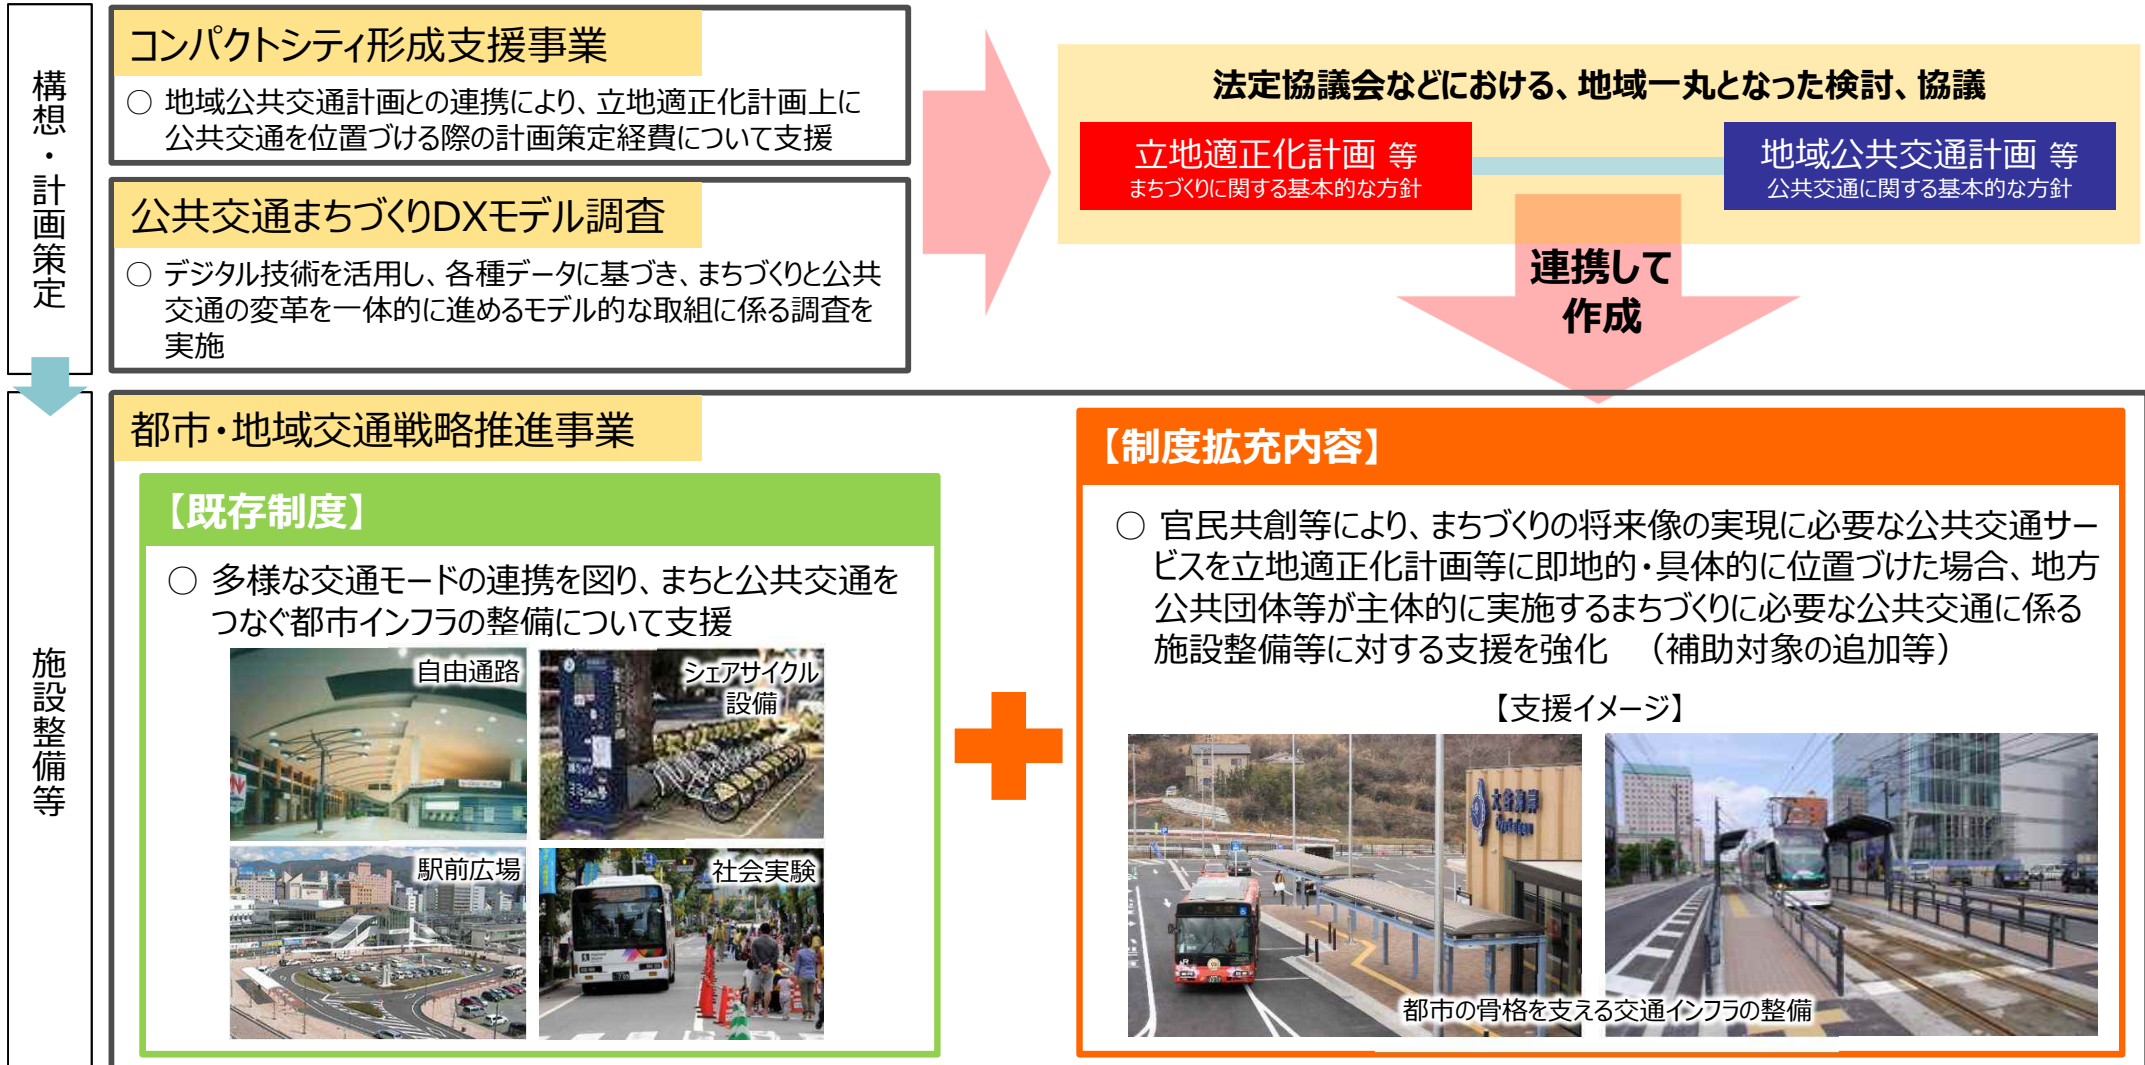 構想・計画策定
コンパクトシティ形成支援事業
○ 地域公共交通計画との連携により、立地適正化計画上に
公共交通を位置づける際の計画策定経費について支援
公共交通まちづくりDXモデル調査
○ デジタル技術を活用し、各種データに基づき、まちづくりと公共
交通の変革を一体的に進めるモデル的な取組に係る調査を
実施
法定協議会などにおける、地域一丸となった検討、協議
立地適正化計画 等
まちづくりに関する基本的な方針
地域公共交通計画 等
公共交通に関する基本的な方針
連携して
作成
施設整備等
都市・地域交通戦略推進事業
【既存制度】
○ 多様な交通モードの連携を図り、まちと公共交通を
つなぐ都市インフラの整備について支援
自由通路
シェアサイクル
設備
駅前広場
社会実験
【制度拡充内容】
○ 官民共創等により、まちづくりの将来像の実現に必要な公共交通サー
ビスを立地適正化計画等に即地的・具体的に位置づけた場合、地方
公共団体等が主体的に実施するまちづくりに必要な公共交通に係る
施設整備等に対する支援を強化 （補助対象の追加等）
【支援イメージ】
大谷海岸
都市の骨格を支える交通インフラの整備